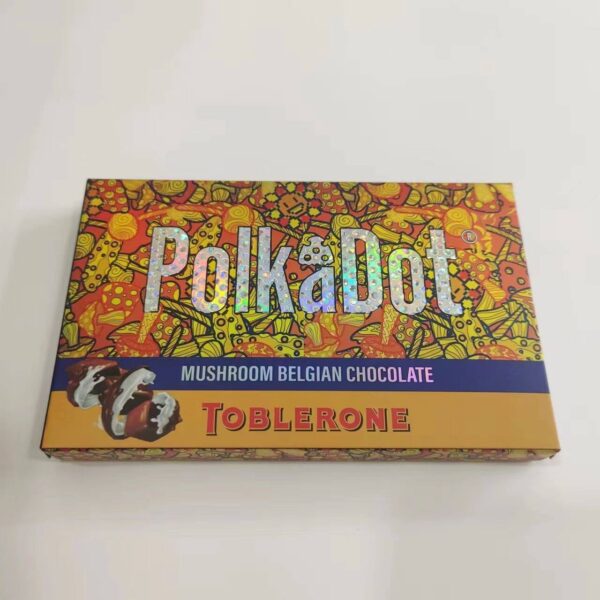 PolkaDot®
MUSHROOM BELGIAN CHOCOLATE
TOBLERONE